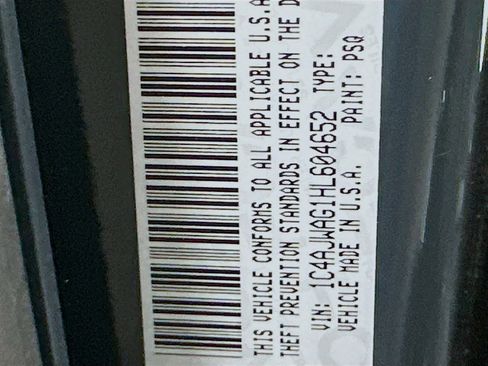 THIS VEHICLE CONFORMS TO ALL APPLICABLE U.S.A
THEFT PREVENTION STANDARDS IN EFFECT ON THE D
VIN: 1C4AJWAG1HL604652 TYPE:
VEHICLE MADE IN U.S.A. PAINT: PSQ